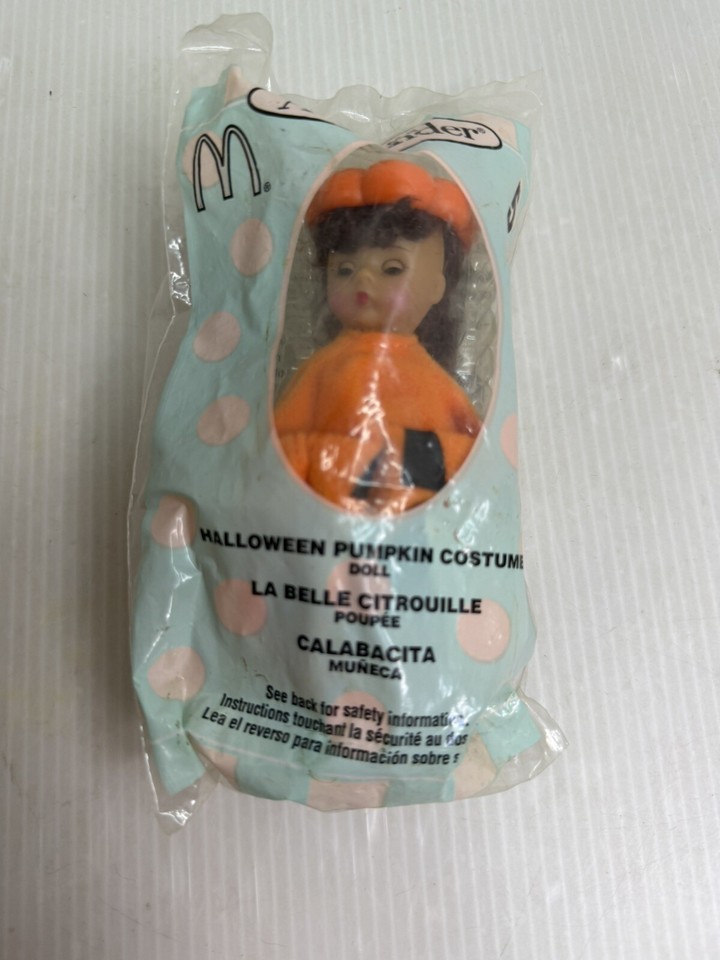 M®
HALLOWEEN PUMPKIN COSTUME
DOLL
LA BELLE CITROUILLE
POUPÉE
CALABACITA
MUÑECA
See back for safety
Instructions touchant la sécurité au dos
Lea el reverso para información sobre